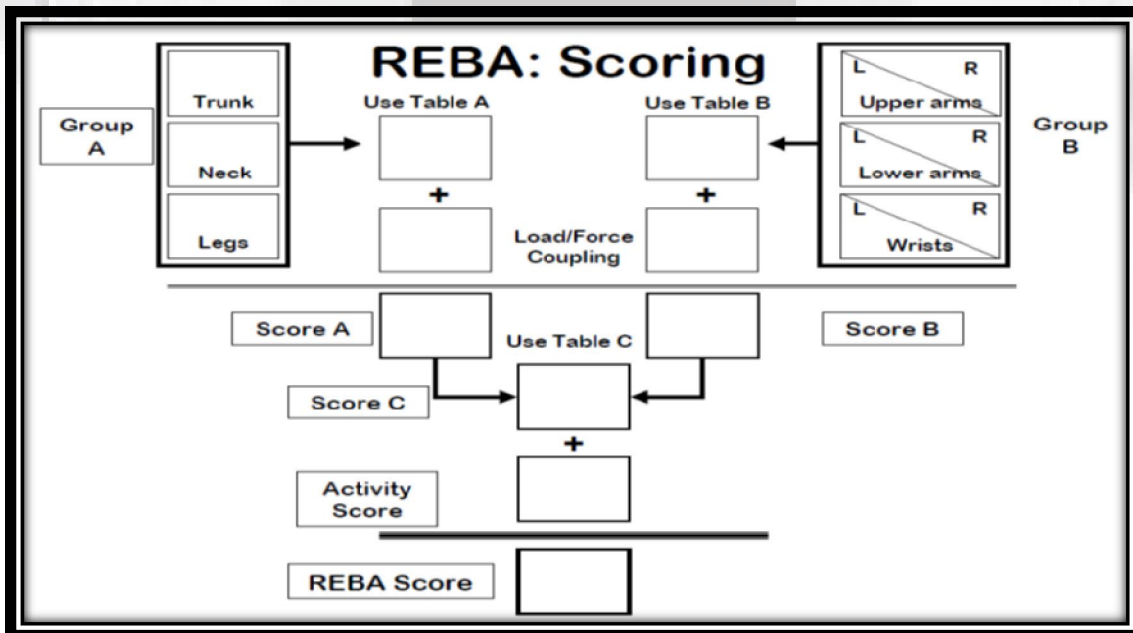 REBA: Scoring
Group
A
Trunk
Neck
Legs
Use Table A
+
Use Table B
+
Load/Force
Coupling
L R
Upper arms
L R
Lower arms
L R
Wrists
Group
B
Score A
Use Table C
Score B
Score C
+
Activity
Score
REBA Score